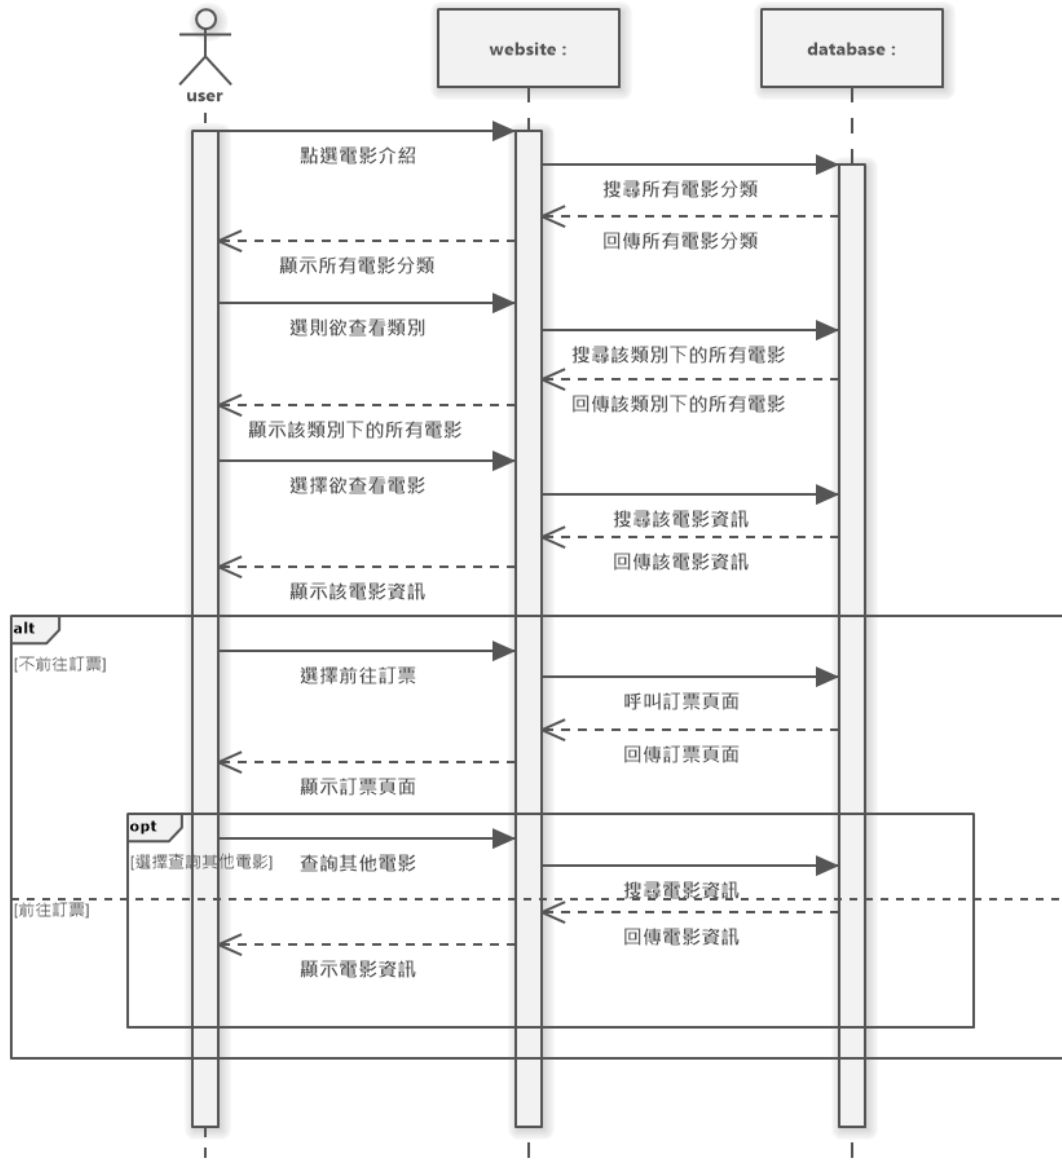 user
website :
database :
點選電影介紹
搜尋所有電影分類
回傳所有電影分類
顯示所有電影分類
選則欲查看類別
搜尋該類別下的所有電影
回傳該類別下的所有電影
顯示該類別下的所有電影
選擇欲查看電影
搜尋該電影資訊
回傳該電影資訊
顯示該電影資訊
alt
[不前往訂票]
選擇前往訂票
呼叫訂票頁面
回傳訂票頁面
顯示訂票頁面
opt
[選擇查詢其他電影]
查詢其他電影
搜尋電影資訊
[前往訂票]
回傳電影資訊
顯示電影資訊